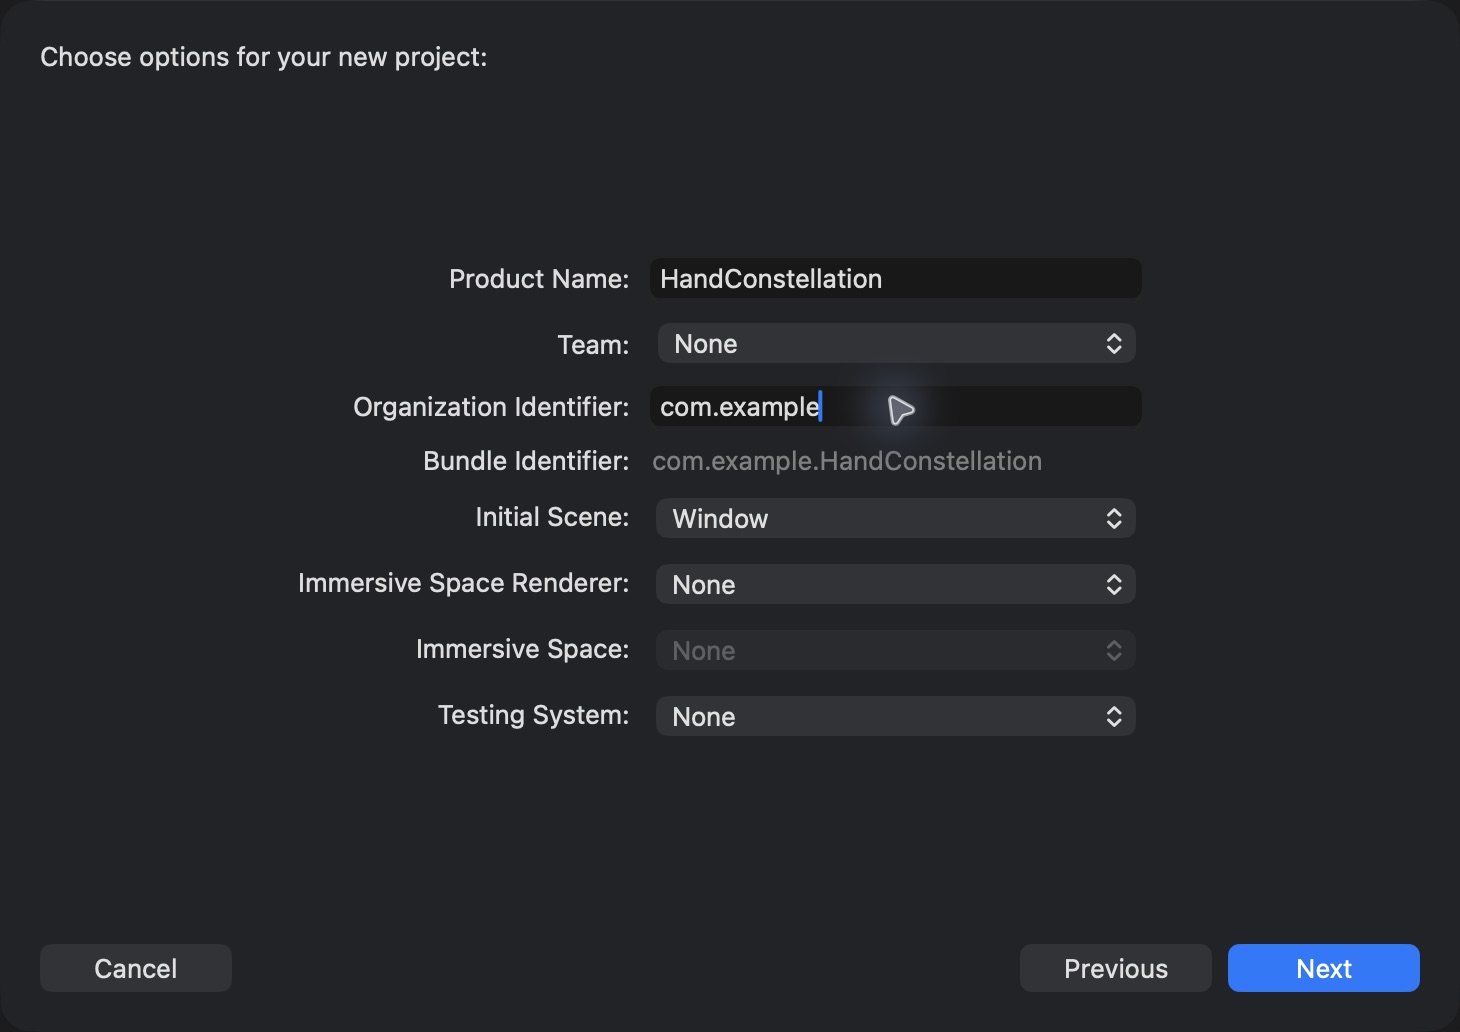 Choose options for your new project:
Product Name: HandConstellation
Team: None
Organization Identifier: com.example
Bundle Identifier: com.example.HandConstellation
Initial Scene: Window
Immersive Space Renderer: None
Immersive Space: None
Testing System: None
Cancel Previous Next